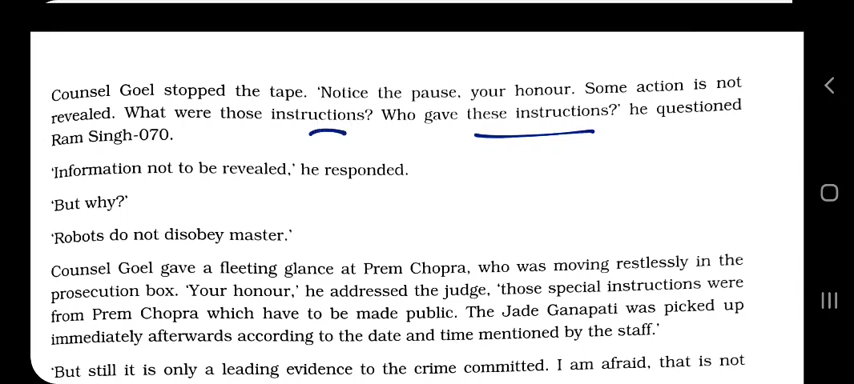 Counsel Goel stopped the tape. 'Notice the pause, your honour. Some action is not
revealed. What were those instructions? Who gave these instructions?' he questioned
Ram Singh-070.
'Information not to be revealed,' he responded.
'But why?'
'Robots do not disobey master.'
Counsel Goel gave a fleeting glance at Prem Chopra, who was moving restlessly in the
prosecution box. 'Your honour,' he addressed the judge, 'those special instructions were
from Prem Chopra which have to be made public. The Jade Ganapati was picked up
immediately afterwards according to the date and time mentioned by the staff.'
'But still it is only a leading evidence to the crime committed. I am afraid, that is not